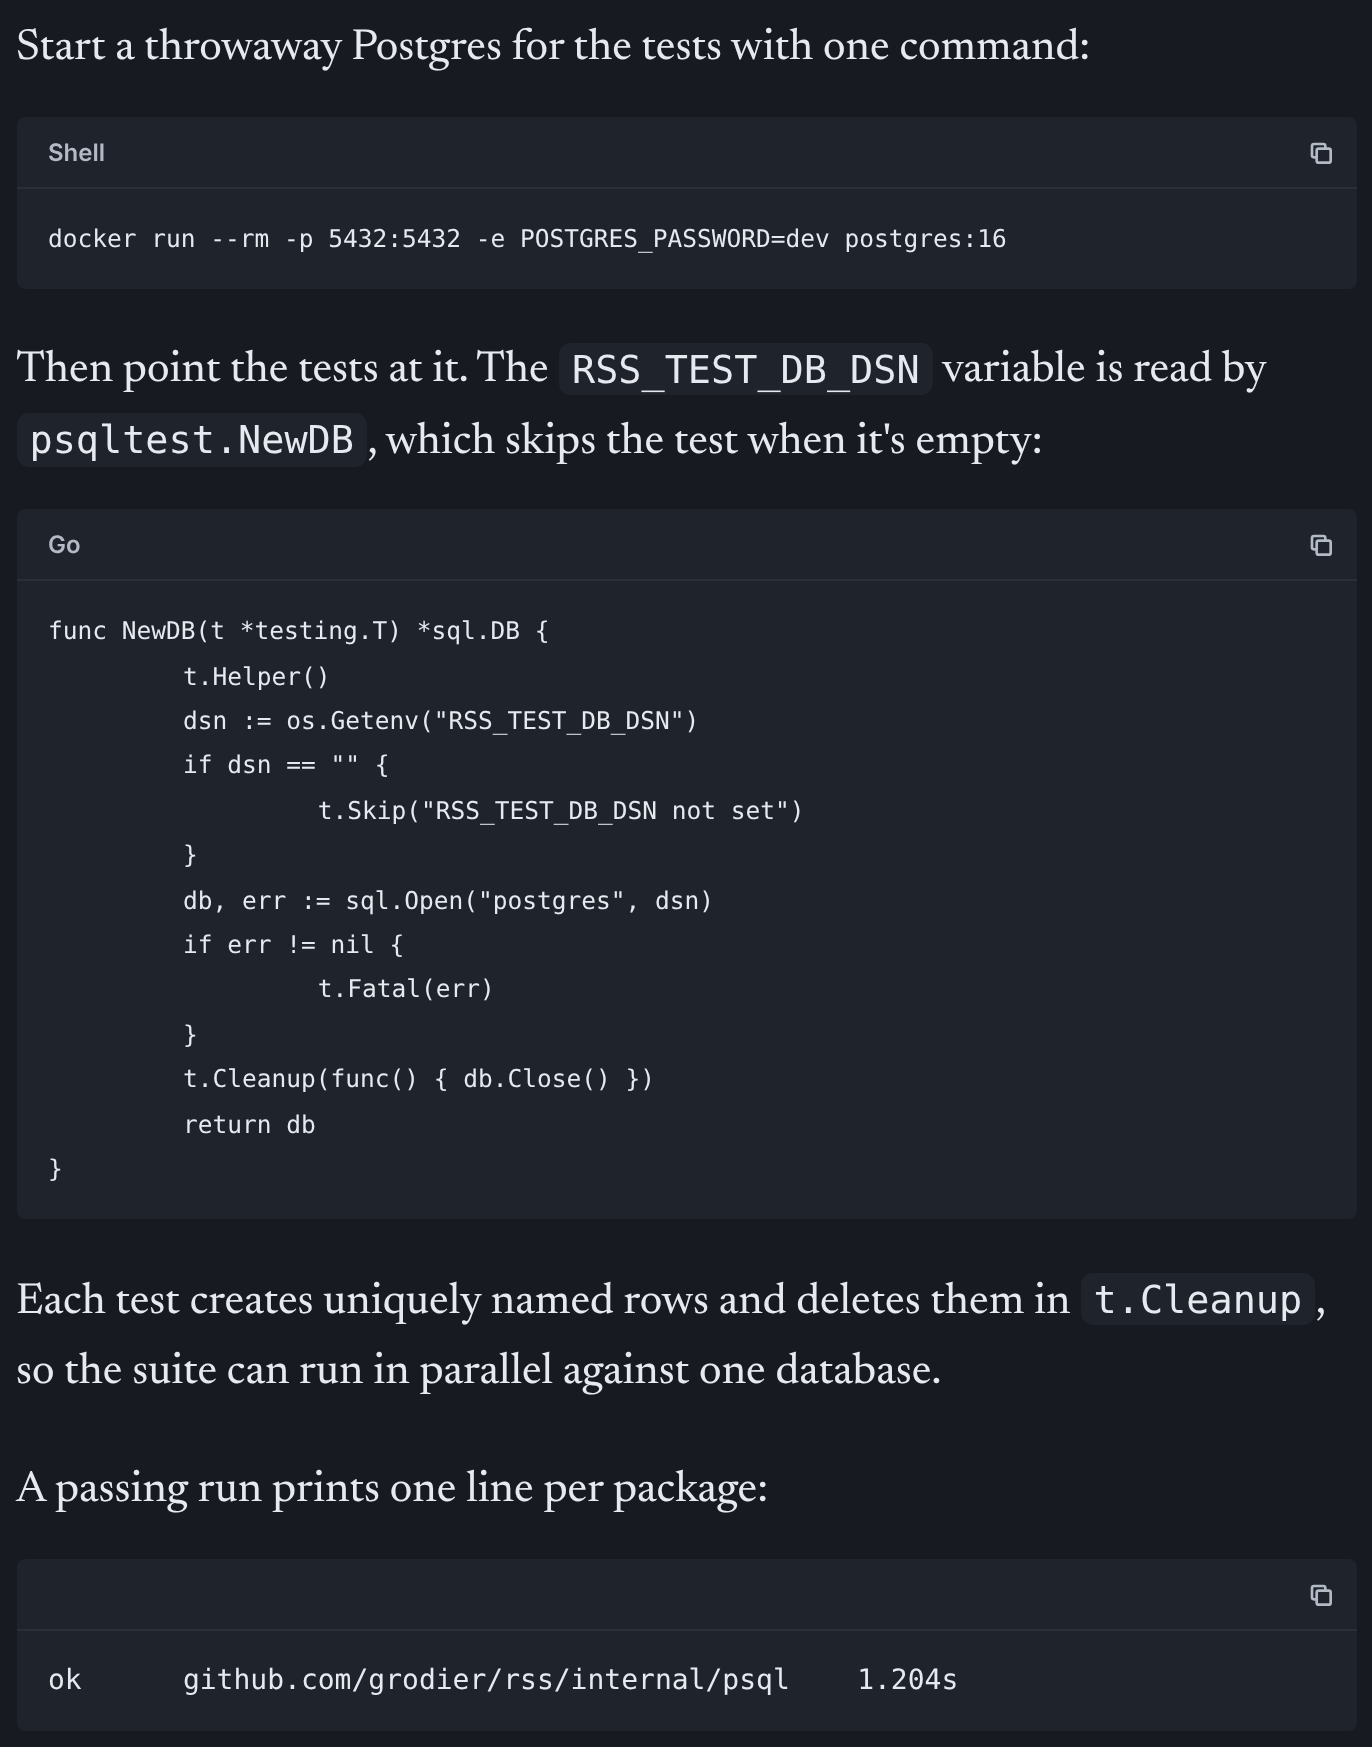 Start a throwaway Postgres for the tests with one command:
Shell
docker run --rm -p 5432:5432 -e POSTGRES_PASSWORD=dev postgres:16
Then point the tests at it. The RSS_TEST_DB_DSN variable is read by
psqltest.NewDB, which skips the test when it's empty:
Go
func NewDB(t *testing.T) *sql.DB {
	t.Helper()
	dsn := os.Getenv("RSS_TEST_DB_DSN")
	if dsn == "" {
		t.Skip("RSS_TEST_DB_DSN not set")
	}
	db, err := sql.Open("postgres", dsn)
	if err != nil {
		t.Fatal(err)
	}
	t.Cleanup(func() { db.Close() })
	return db
}
Each test creates uniquely named rows and deletes them in t.Cleanup,
so the suite can run in parallel against one database.
A passing run prints one line per package:
ok	github.com/grodier/rss/internal/psql	1.204s